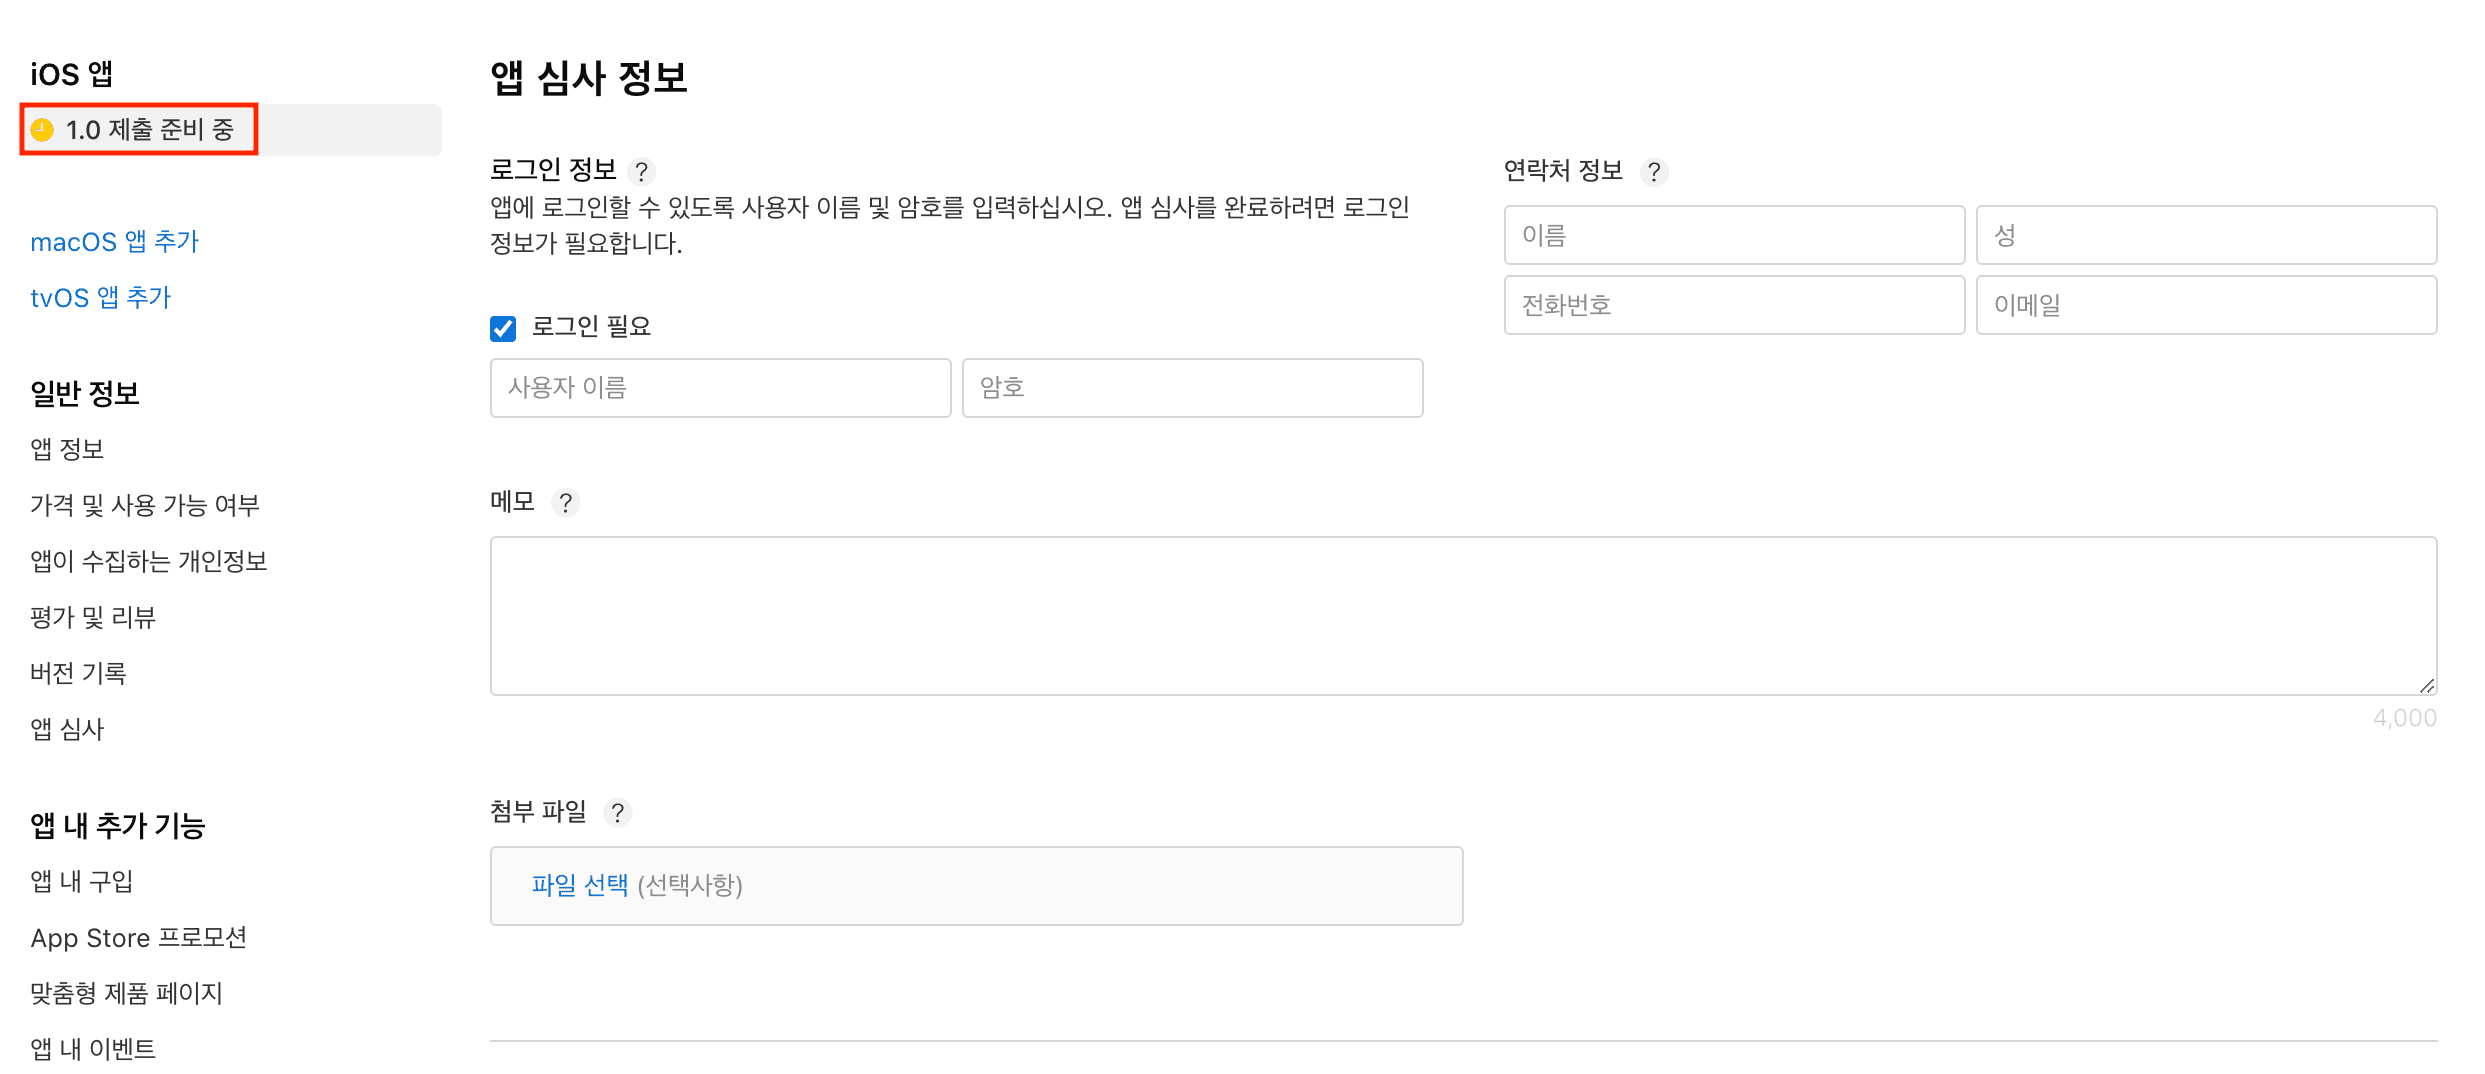 iOS 앱
1.0 제출 준비 중
macOS 앱 추가
tvOS 앱 추가
일반 정보
앱 정보
가격 및 사용 가능 여부
앱이 수집하는 개인정보
평가 및 리뷰
버전 기록
앱 심사
앱 내 추가 기능
앱 내 구입
App Store 프로모션
맞춤형 제품 페이지
앱 내 이벤트
앱 심사 정보
로그인 정보 ?
앱에 로그인할 수 있도록 사용자 이름 및 암호를 입력하십시오. 앱 심사를 완료하려면 로그인
정보가 필요합니다.
로그인 필요
사용자 이름
암호
연락처 정보 ?
이름
성
전화번호
이메일
메모 ?
4,000
첨부 파일 ?
파일 선택 (선택사항)